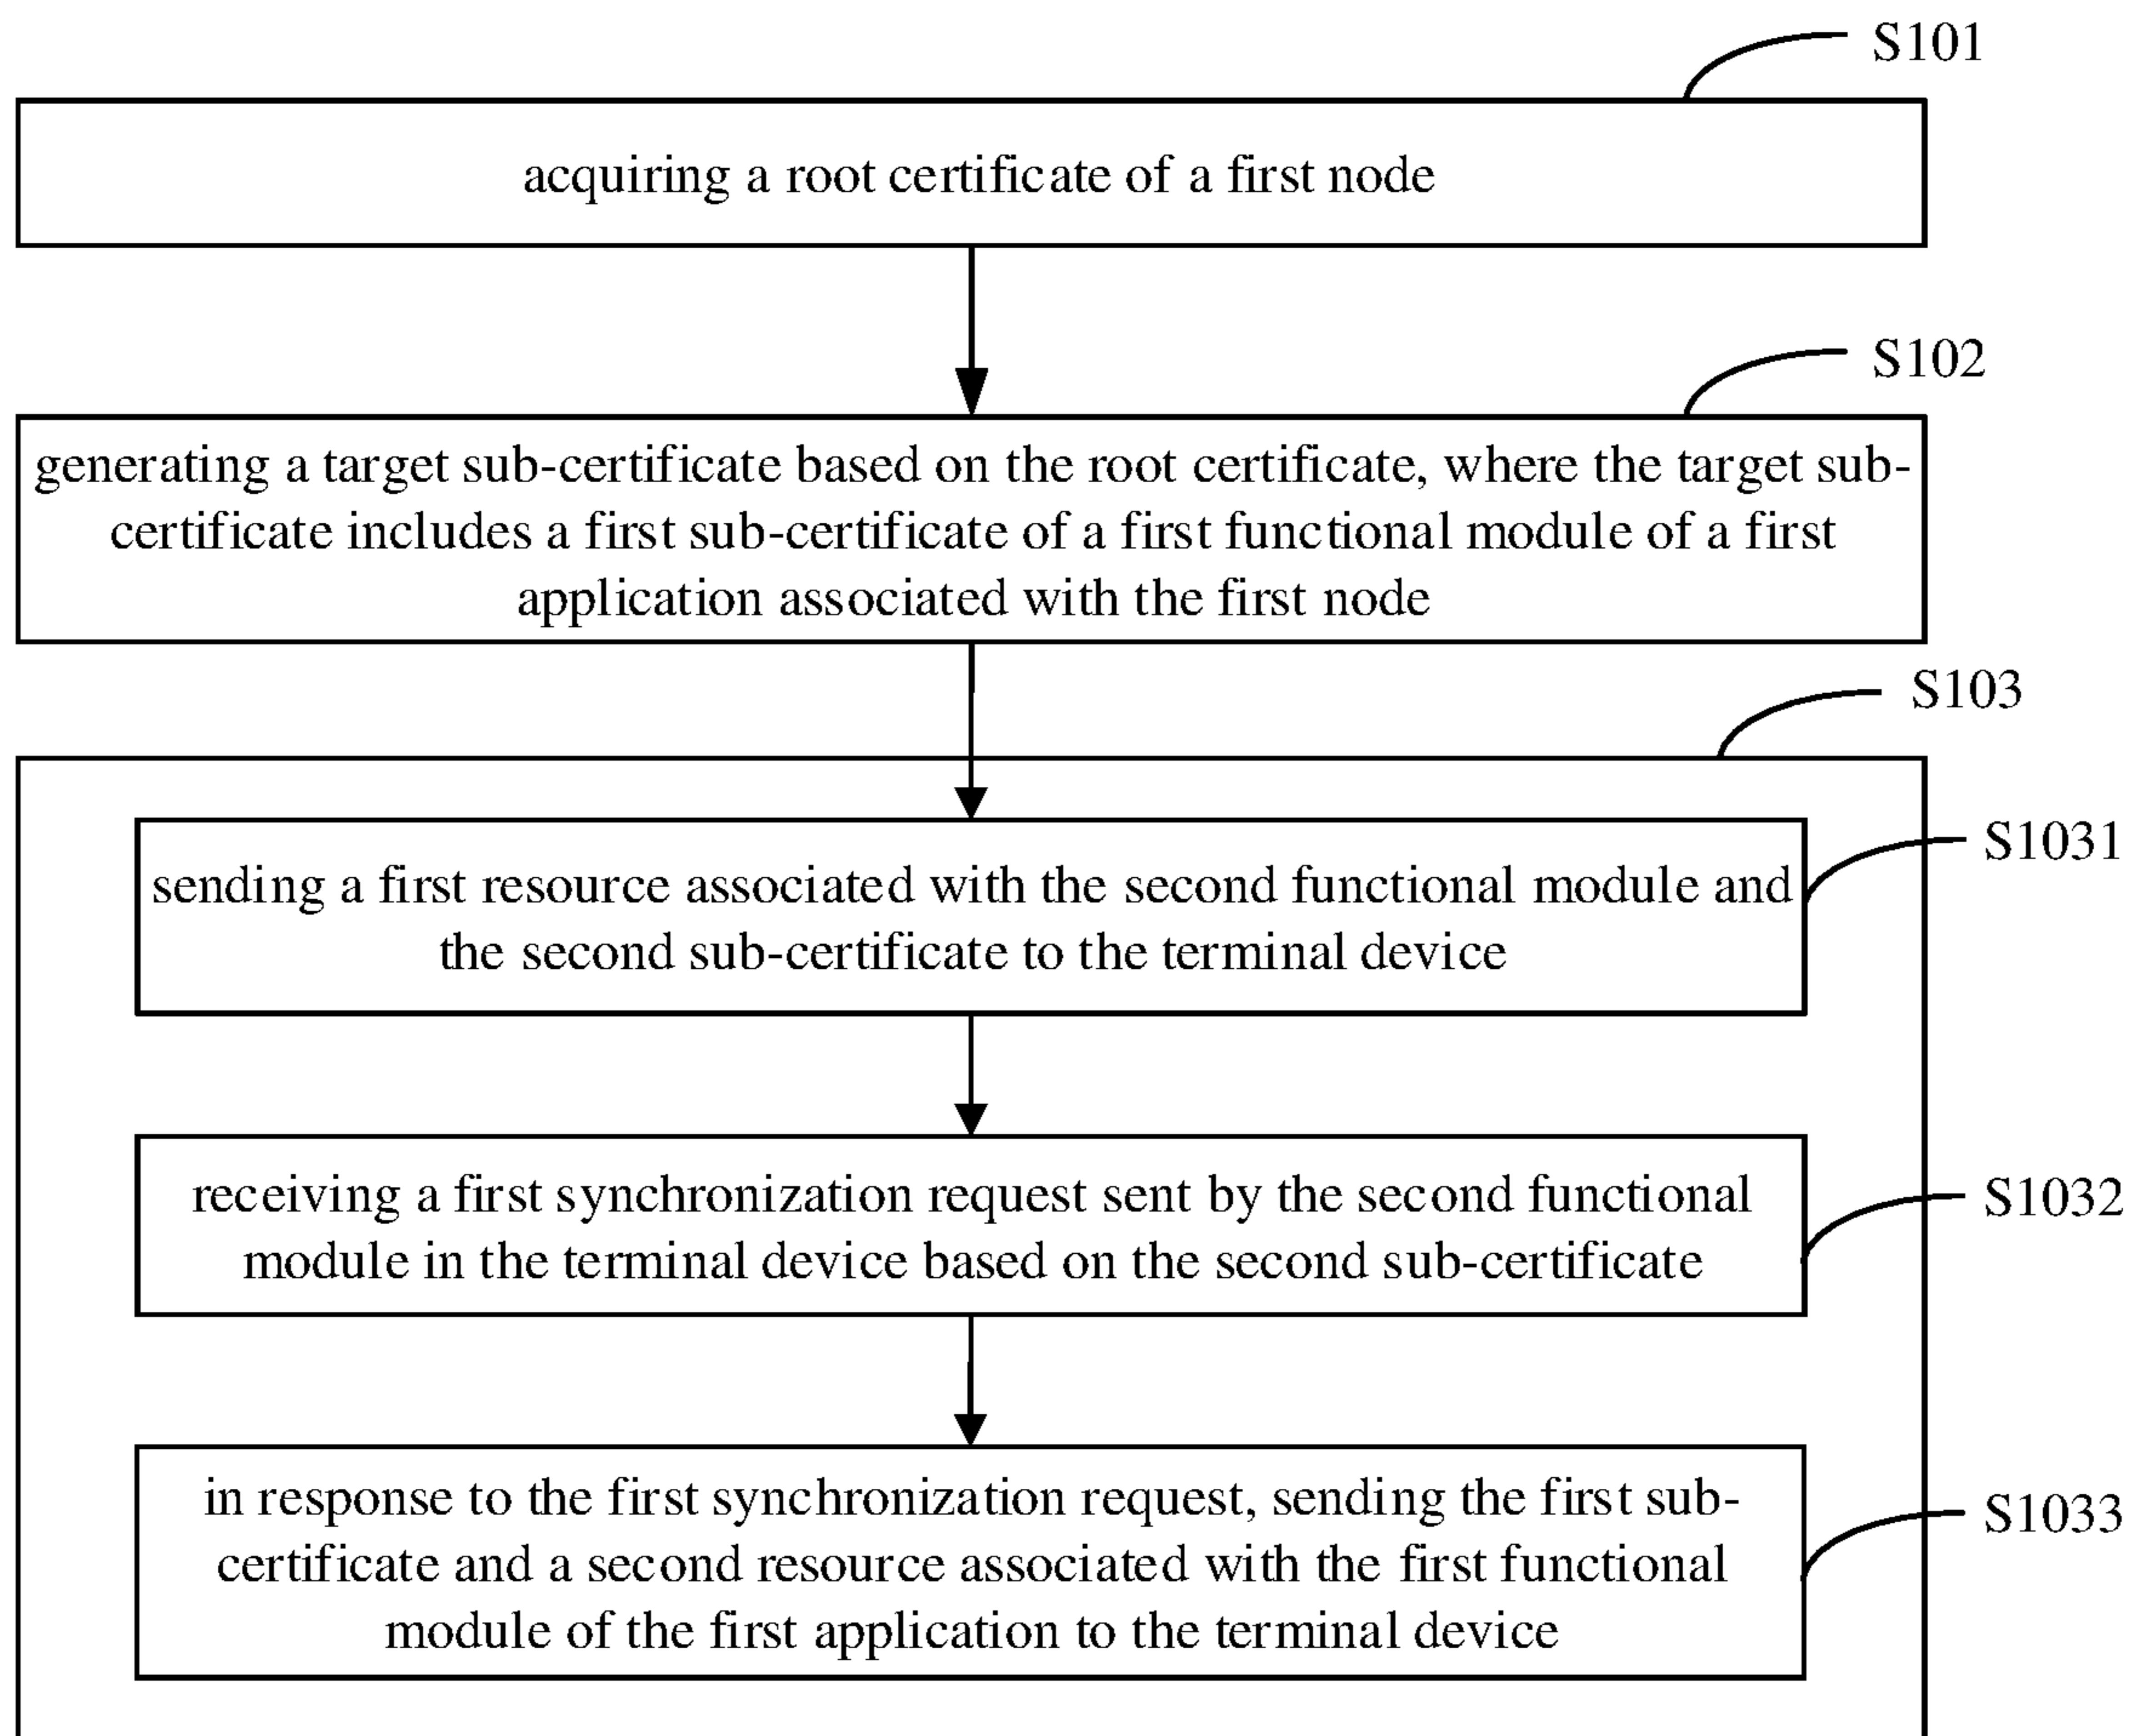 S101
acquiring a root certificate of a first node
S102
generating a target sub-certificate based on the root certificate, where the target sub-
certificate includes a first sub-certificate of a first functional module of a first
application associated with the first node
S103
S1031
sending a first resource associated with the second functional module and
the second sub-certificate to the terminal device
S1032
receiving a first synchronization request sent by the second functional
module in the terminal device based on the second sub-certificate
S1033
in response to the first synchronization request, sending the first sub-
certificate and a second resource associated with the first functional
module of the first application to the terminal device